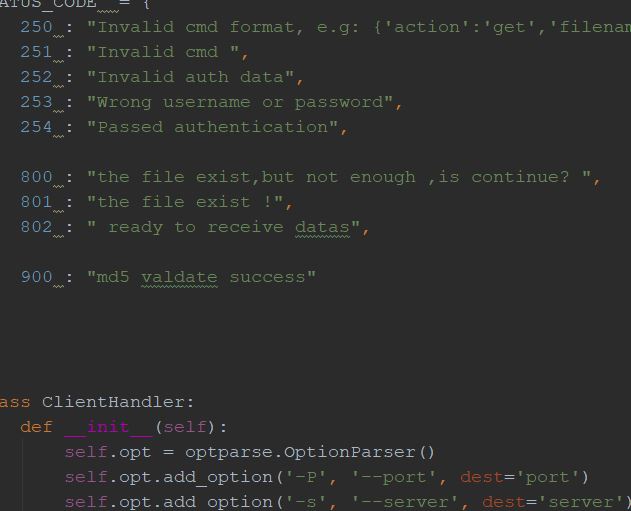 ATUS_CODE  = {
250 : "Invalid cmd format, e.g: {'action':'get','filenam
251 : "Invalid cmd ",
252 : "Invalid auth data",
253 : "Wrong username or password",
254 : "Passed authentication",
800 : "the file exist,but not enough ,is continue? ",
801 : "the file exist !",
802 : " ready to receive datas",
900 : "md5 valdate success"
ass ClientHandler:
def __init__(self):
self.opt = optparse.OptionParser()
self.opt.add_option('-P', '--port', dest='port')
self.opt.add_option('-s', '--server', dest='server')